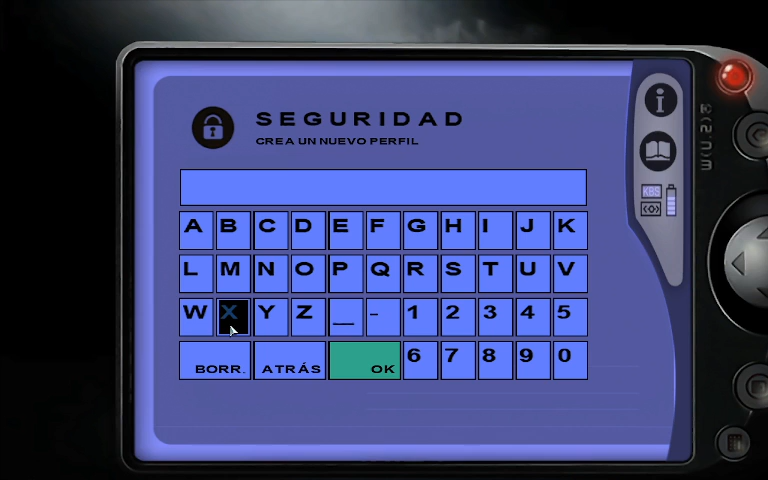 SEGURIDAD
CREA UN NUEVO PERFIL
A B C D E F G H I J K
L M N O P Q R S T U V
W X Y Z _ - 1 2 3 4 5
BORR. ATRÁS OK 6 7 8 9 0
KBS